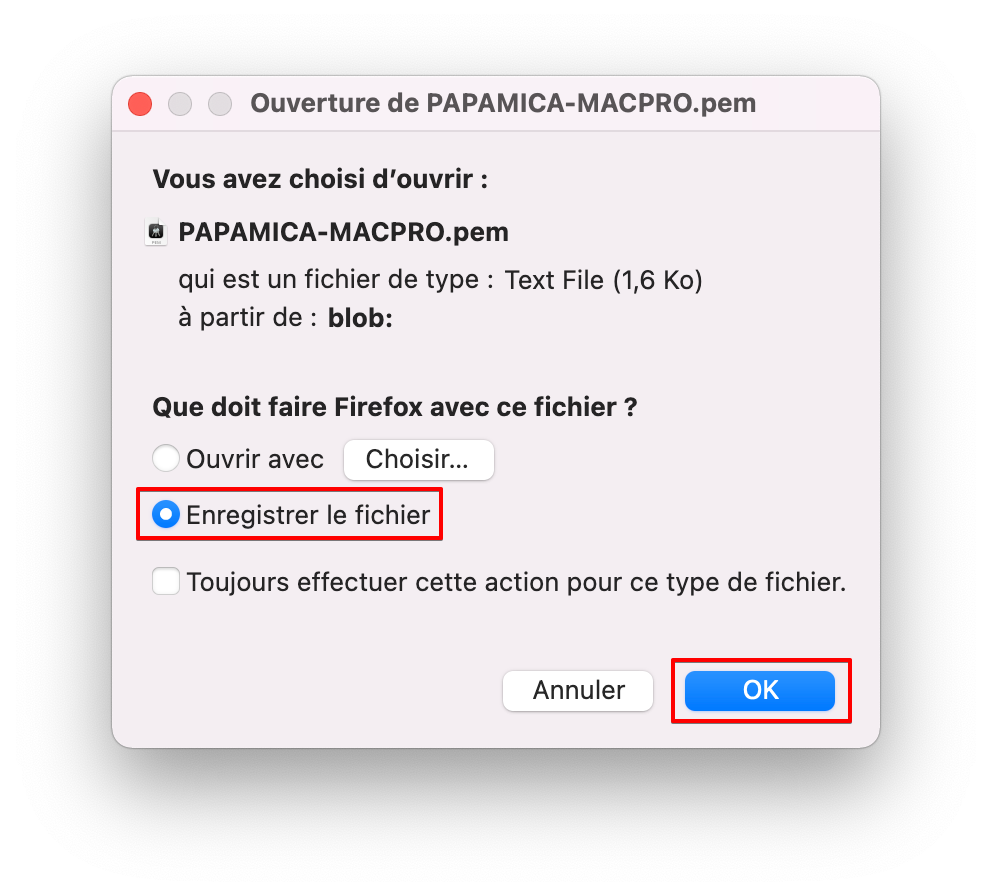 Ouverture de PAPAMICA-MACPRO.pem
Vous avez choisi d’ouvrir :
PAPAMICA-MACPRO.pem
qui est un fichier de type : Text File (1,6 Ko)
à partir de : blob:
Que doit faire Firefox avec ce fichier ?
Ouvrir avec Choisir...
Enregistrer le fichier
Toujours effectuer cette action pour ce type de fichier.
Annuler OK